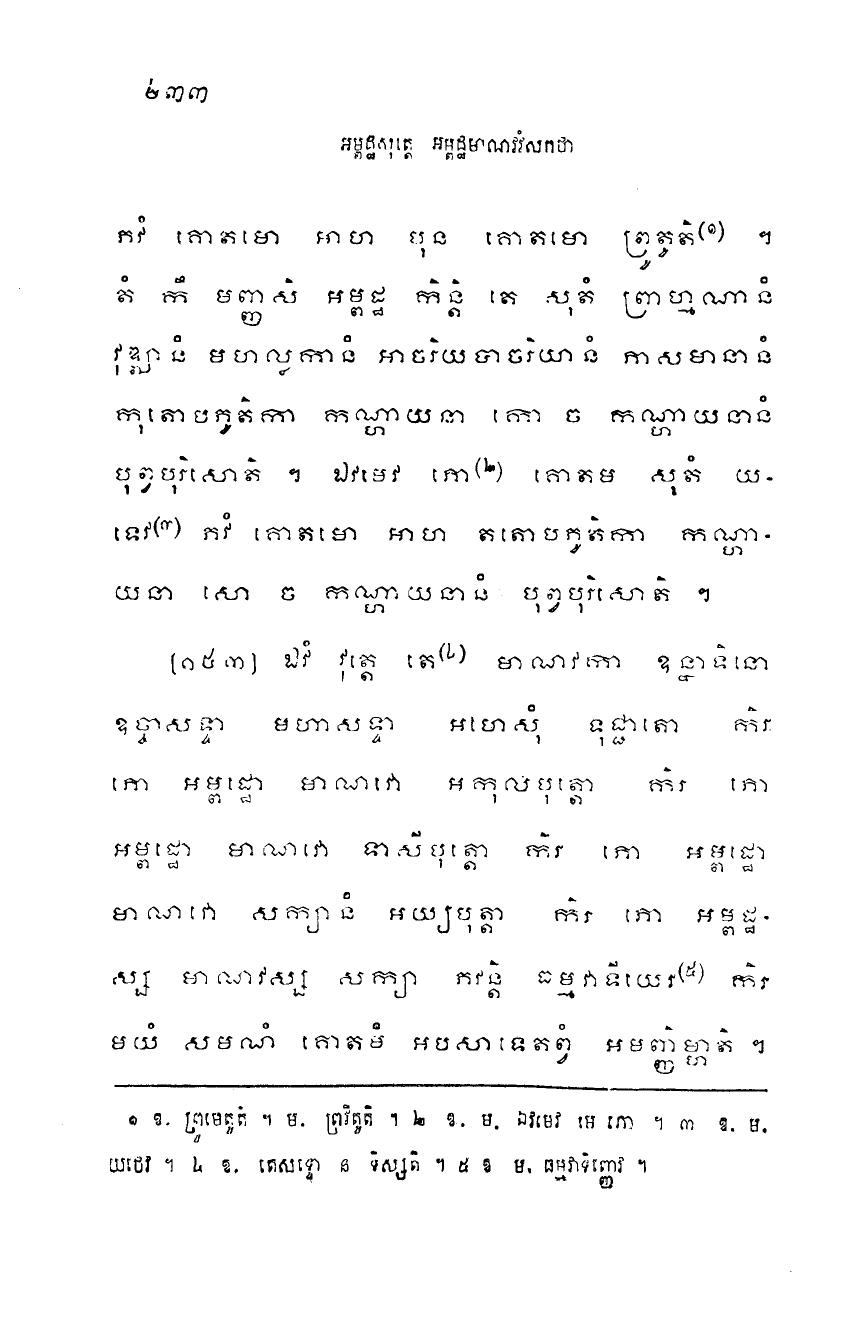 ២៣៣
អម្ពដ្ឋសុត្តេ អម្ពដ្ឋមាណវវំសកថា
ភវំ គោតមោ អាហ បុន គោតមោ ព្រូតូតិ(១) ។
តំ កឹ មញ្ញសិ អម្ពដ្ឋ កិន្តិ តេ សុតំ ព្រាហ្មណានំ
វុឌ្ឍានំ មហល្លកានំ អាចរិយបាចរិយានំ ភាសមានានំ
កុតោបភូតិកា កណ្ហាយនា កោ ច កណ្ហាយនានំ
បុព្វបុរិសោតិ ។ ឯវមេវ ភោ(២) គោតម សុតំ យ-
ទេវ(៣) ភវំ គោតមោ អាហ តតោបភូតិកា កណ្ហា-
យនា សោ ច កណ្ហាយនានំ បុព្វបុរិសោតិ ។
[១៥៣] ឯវំ វុត្តេ តេ(៤) មាណវកា ឧន្នាទិនោ
ឧច្ចាសទ្ទា មហាសទ្ទា អហេសុំ ទុជ្ជាតោ កិរ
ភោ អម្ពដ្ឋោ មាណវោ អកុលបុត្តោ កិរ ភោ
អម្ពដ្ឋោ មាណវោ ទាសីបុត្តោ កិរ ភោ អម្ពដ្ឋោ
មាណវោ សក្យានំ អយ្យបុត្តា កិរ ភោ អម្ពដ្ឋ-
ស្ស មាណវស្ស សក្យា ភវន្តិ ធម្មវាទីយេវ(៥) កិរ
មយំ សមណំ គោតមំ អបសាទេតព្វំ អមញ្ញិម្ហាតិ ។
១ ឱ. ព្រូមេតូតំ ។ ម. ព្រវីតូតិ ។ ២ ឱ. ម. ឯវមេវ មេ ភោ ។ ៣ ឱ. ម.
យដេវ ។ ៤ ឱ. តេសទ្ទោ ន ទិស្សតិ ។ ៥ ឱ ម. ធម្មវាទិញ្ញេវ ។